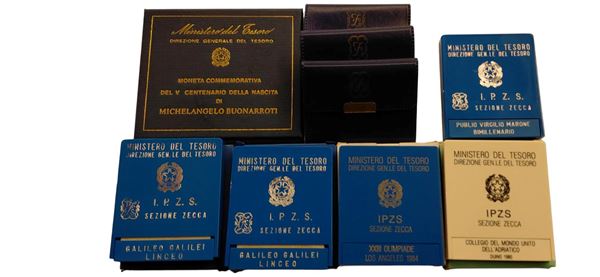 Ministero del Tesoro
DIREZIONE GENERALE DEL TESORO
MONETA COMMEMORATIVA
DEL V CENTENARIO DELLA NASCITA
DI
MICHELANGELO BUONARROTI
MINISTERO DEL TESORO
DIREZIONE GEN.LE DEL TESORO
I.P.Z.S.
SEZIONE ZECCA
PUBLIO VIRGILIO MARONE
BIMILLENARIO
MINISTERO DEL TESORO
DIREZIONE GEN.LE DEL TESORO
I.P.Z.S.
SEZIONE ZECCA
GALILEO GALILEI
LINCEO
MINISTERO DEL TESORO
DIREZIONE GEN.LE DEL TESORO
I.P.Z.S.
SEZIONE ZECCA
GALILEO GALILEI
LINCEO
MINISTERO DEL TESORO
DIREZIONE GEN.LE DEL TESORO
IPZS
SEZIONE ZECCA
XXIII OLIMPIADE
LOS ANGELES 1984
MINISTERO DEL TESORO
DIREZIONE GEN.LE DEL TESORO
IPZS
SEZIONE ZECCA
COLLEGIO DEL MONDO UNITO
DELL'ADRIATICO
DUINO